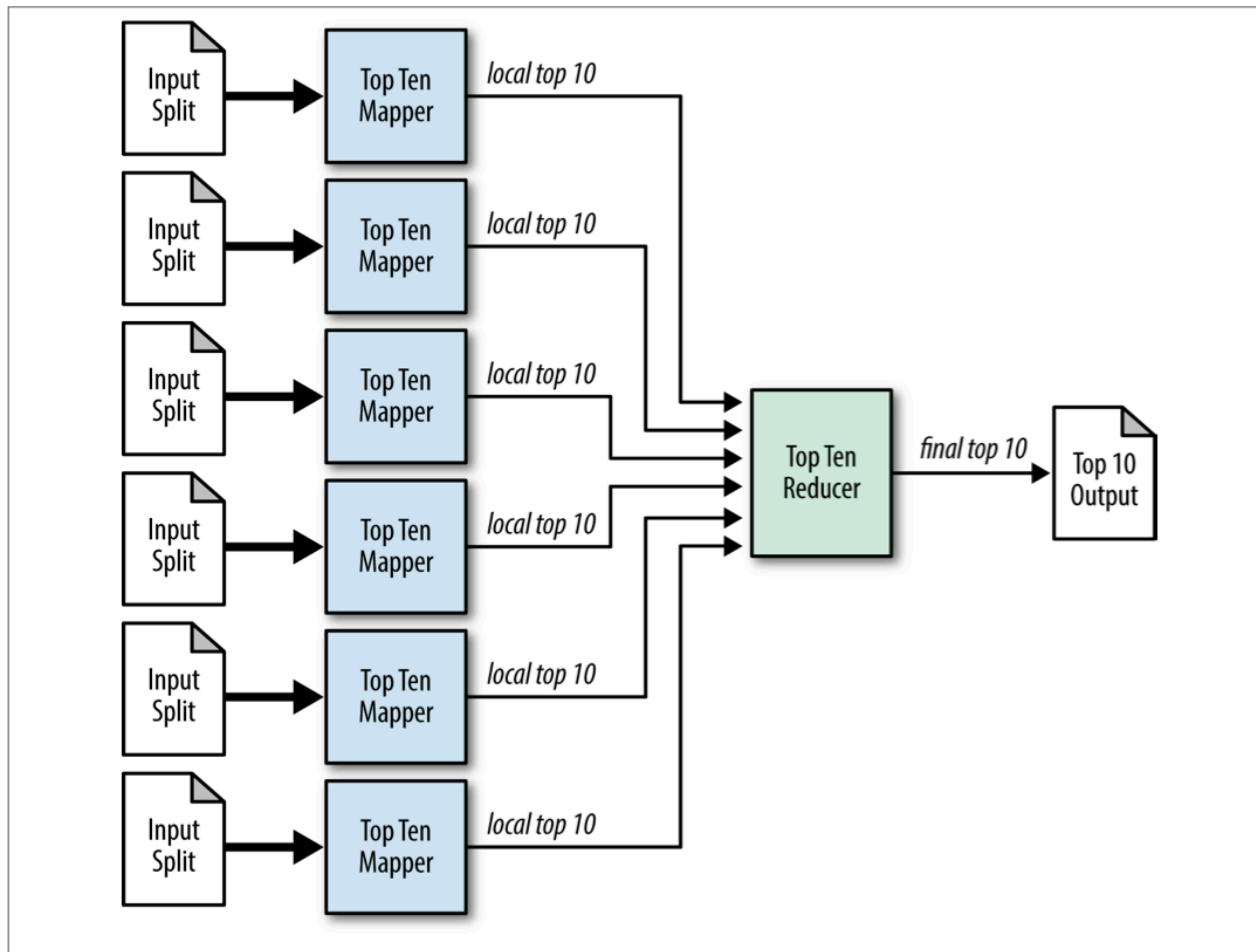 Input
Split
Top Ten
Mapper
local top 10
Input
Split
Top Ten
Mapper
local top 10
Input
Split
Top Ten
Mapper
local top 10
Input
Split
Top Ten
Mapper
local top 10
Input
Split
Top Ten
Mapper
local top 10
Input
Split
Top Ten
Mapper
local top 10
Top Ten
Reducer
final top 10
Top 10
Output